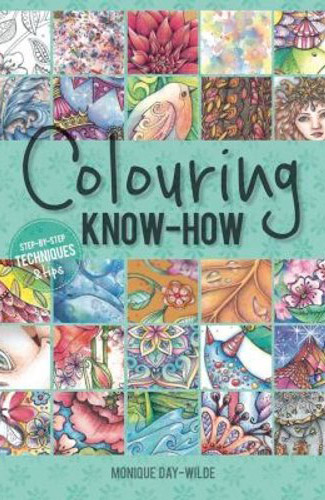 Colouring
KNOW-HOW
STEP-BY-STEP
TECHNIQUES
& tips
MONIQUE DAY-WILDE